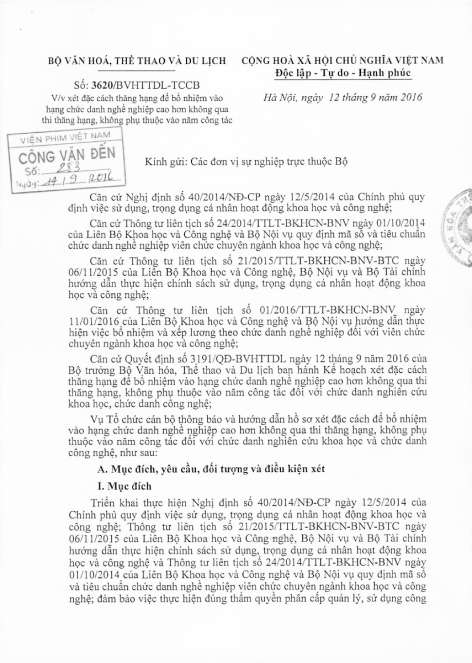 BỘ VĂN HOÁ, THỂ THAO VÀ DU LỊCH
CỘNG HOÀ XÃ HỘI CHỦ NGHĨA VIỆT NAM
Độc lập - Tự do - Hạnh phúc
Số: 3620/BVHTTDL-TCCB
V/v xét đặc cách thăng hạng để bổ nhiệm vào
hạng chức danh nghề nghiệp cao hơn không qua
thi thăng hạng, không phụ thuộc vào năm công tác
Hà Nội, ngày 12 tháng 9 năm 2016
VIỆN PHIM VIỆT NAM
CÔNG VĂN ĐẾN
Số: 283
Ngày: 14/9/2016
Kính gửi: Các đơn vị sự nghiệp trực thuộc Bộ
Căn cứ Nghị định số 40/2014/NĐ-CP ngày 12/5/2014 của Chính phủ quy
định việc sử dụng, trọng dụng cá nhân hoạt động khoa học và công nghệ;
Căn cứ Thông tư liên tịch số 24/2014/TTLT-BKHCN-BNV ngày 01/10/2014
của Liên Bộ Khoa học và Công nghệ và Bộ Nội vụ quy định mã số và tiêu chuẩn
chức danh nghề nghiệp viên chức chuyên ngành khoa học và công nghệ;
Căn cứ Thông tư liên tịch số 21/2015/TTLT-BKHCN-BNV-BTC ngày
06/11/2015 của Liên Bộ Khoa học và Công nghệ, Bộ Nội vụ và Bộ Tài chính
hướng dẫn thực hiện chính sách sử dụng, trọng dụng cá nhân hoạt động khoa
học và công nghệ;
Căn cứ Thông tư liên tịch số 01/2016/TTLT-BKHCN-BNV ngày
11/01/2016 của Liên Bộ Khoa học và Công nghệ và Bộ Nội vụ hướng dẫn thực
hiện việc bổ nhiệm và xếp lương theo chức danh nghề nghiệp đối với viên chức
chuyên ngành khoa học và công nghệ;
Căn cứ Quyết định số 3191/QĐ-BVHTTDL ngày 12 tháng 9 năm 2016 của
Bộ trưởng Bộ Văn hóa, Thể thao và Du lịch ban hành Kế hoạch xét đặc cách
thăng hạng để bổ nhiệm vào hạng chức danh nghề nghiệp cao hơn không qua thi
thăng hạng, không phụ thuộc vào năm công tác đối với chức danh nghiên cứu
khoa học, chức danh công nghệ;
Vụ Tổ chức cán bộ thông báo và hướng dẫn hồ sơ xét đặc cách để bổ nhiệm
vào hạng chức danh nghề nghiệp cao hơn không qua thi thăng hạng, không phụ
thuộc vào năm công tác đối với chức danh nghiên cứu khoa học và chức danh
công nghệ, như sau:
A. Mục đích, yêu cầu, đối tượng và điều kiện xét
I. Mục đích
Triển khai thực hiện Nghị định số 40/2014/NĐ-CP ngày 12/5/2014 của
Chính phủ quy định việc sử dụng, trọng dụng cá nhân hoạt động khoa học và
công nghệ; Thông tư liên tịch số 21/2015/TTLT-BKHCN-BNV-BTC ngày
06/11/2015 của Liên Bộ Khoa học và Công nghệ, Bộ Nội vụ và Bộ Tài chính
hướng dẫn thực hiện chính sách sử dụng, trọng dụng cá nhân hoạt động khoa
học và công nghệ và Thông tư liên tịch số 24/2014/TTLT-BKHCN-BNV ngày
01/10/2014 của Liên Bộ Khoa học và Công nghệ và Bộ Nội vụ quy định mã số
và tiêu chuẩn chức danh nghề nghiệp viên chức chuyên ngành khoa học và công
nghệ; đảm bảo việc thực hiện đúng thẩm quyền phân cấp quản lý, sử dụng công